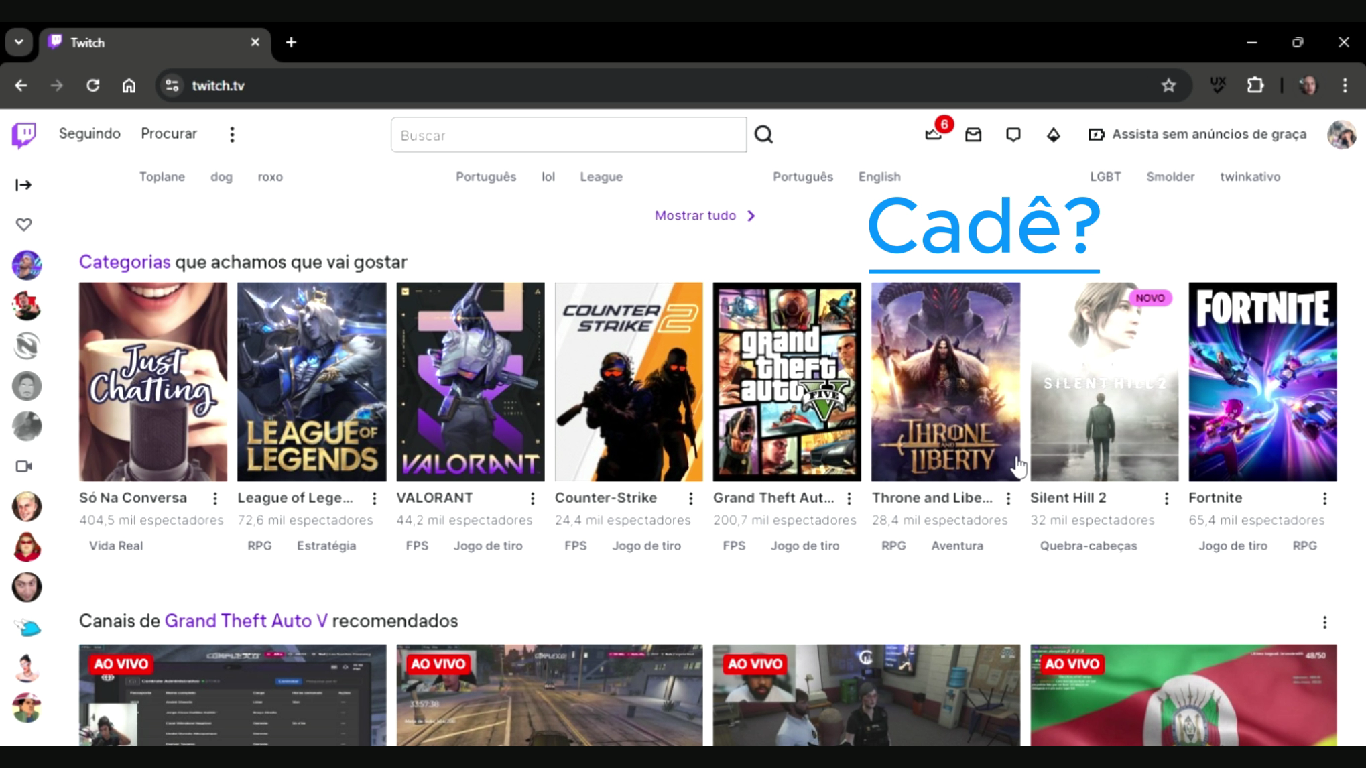 Twitch
twitch.tv
UX
Seguindo
Procurar
Buscar
6
Assista sem anúncios de graça
Toplane dog roxo
Português lol League
Português English
LGBT Smolder twinkativo
Mostrar tudo
Cadê?
Categorias que achamos que vai gostar
Just
Chatting
LEAGUE OF
LEGENDS
VALORANT
COUNTER
STRIKE 2
grand
theft
auto V
FIVE
THRONE
AND
LIBERTY
NOVO
SILENT HILL 2
FORTNITE
Só Na Conversa
404,5 mil espectadores
Vida Real
League of Lege...
72,6 mil espectadores
RPG Estratégia
VALORANT
44,2 mil espectadores
FPS Jogo de tiro
Counter-Strike
24,4 mil espectadores
FPS Jogo de tiro
Grand Theft Aut...
200,7 mil espectadores
FPS Jogo de tiro
Throne and Libe...
28,4 mil espectadores
RPG Aventura
Silent Hill 2
32 mil espectadores
Quebra-cabeças
Fortnite
65,4 mil espectadores
Jogo de tiro RPG
Canais de Grand Theft Auto V recomendados
AO VIVO
AO VIVO
33:57:30
AO VIVO
AO VIVO
48/50